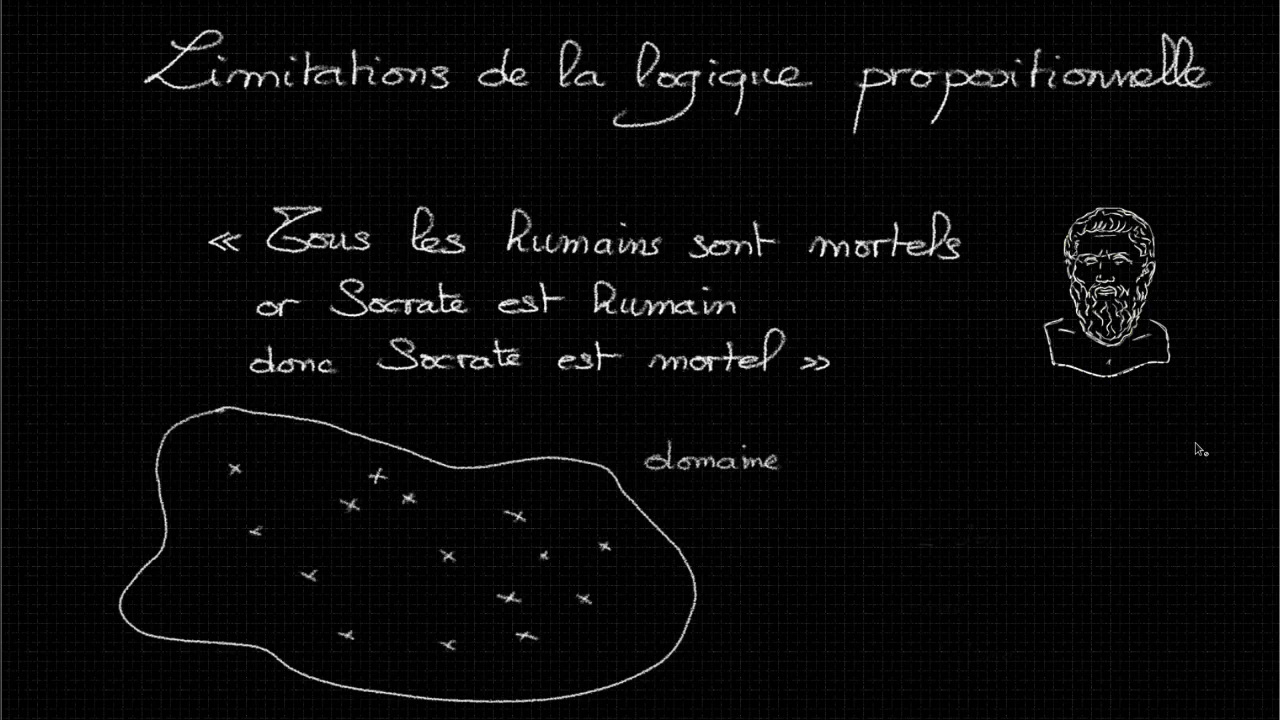 Limitations de la logique propositionnelle
« Tous les humains sont mortels
or Socrate est humain
donc Socrate est mortel »
domaine